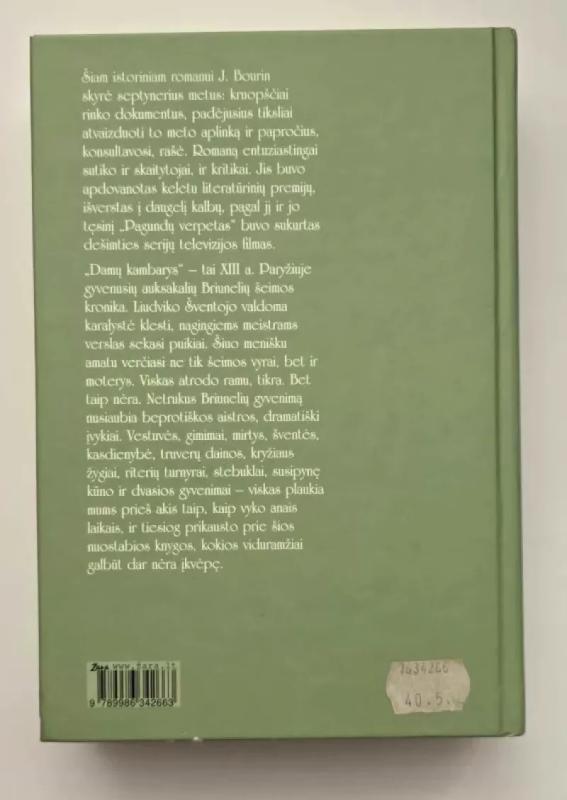 Šiam istoriniam romanui J. Bourin
skyrė septynerius metus: kruopščiai
rinko dokumentus, padėjusius tiksliai
atvaizduoti to meto aplinką ir papročius,
konsultavosi, rašė. Romaną entuziastingai
sutiko ir skaitytojai, ir kritikai. Jis buvo
apdovanotas keletu literatūrinių premijų,
išverstas į daugelį kalbų, pagal jį ir jo
tęsinį „Pagundų verpetas“ buvo sukurtas
dešimties serijų televizijos filmas.
„Damų kambarys“ – tai XIII a. Paryžiuje
gyvenusių auksakalių Briunelių šeimos
kronika. Liudviko Šventojo valdoma
karalystė klesti, nagingiems meistrams
verslas sekasi puikiai. Šiuo menišku
amatu verčiasi ne tik šeimos vyrai, bet ir
moterys. Viskas atrodo ramu, tikra. Bet
taip nėra. Netrukus Briunelių gyvenimą
nusiaubia beprotiškos aistros, dramatiški
įvykiai. Vestuvės, gimimai, mirtys, šventės,
kasdienybė, truverų dainos, kryžiaus
žygiai, riterių turnyrai, stebuklai, susipynę
kūno ir dvasios gyvenimai – viskas plaukia
mums prieš akis taip, kaip vyko anais
laikais, ir tiesiog prikausto prie šios
nuostabios knygos, kokios viduramžiai
galbūt dar nėra įkvėpę.
Žara www.zara.lt
9 789986 342663
40.5.